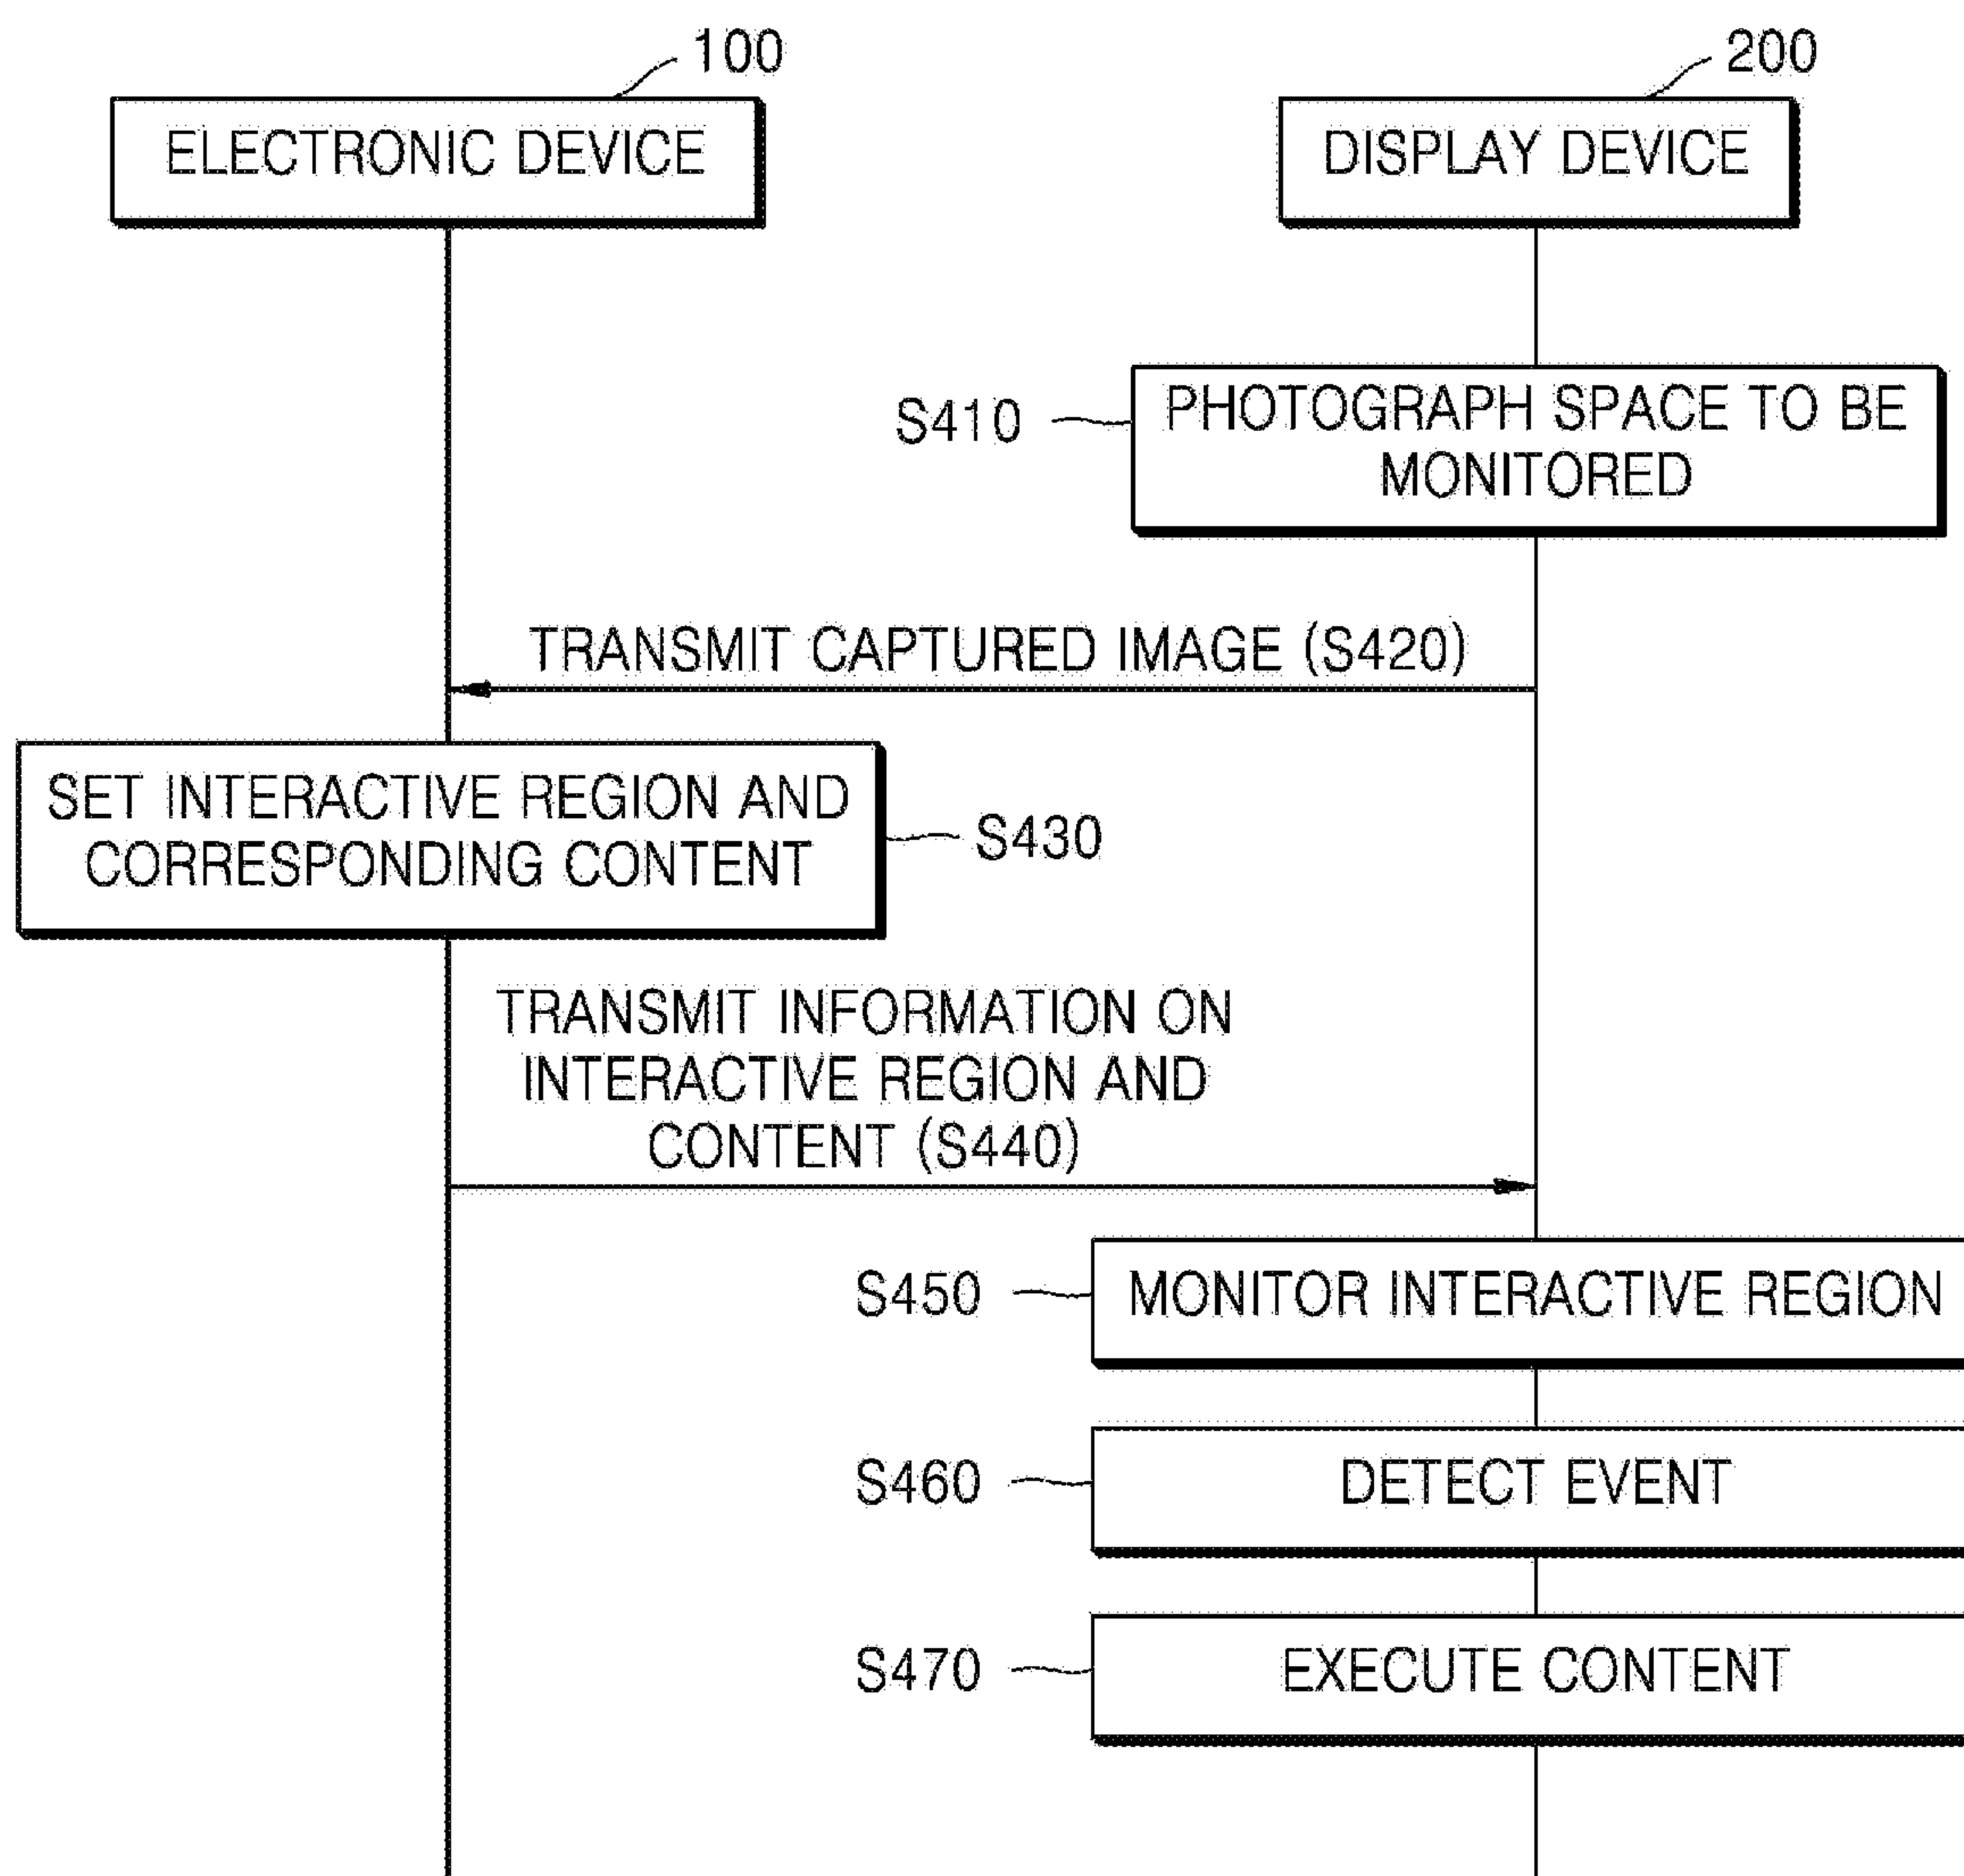 100
200
ELECTRONIC DEVICE
DISPLAY DEVICE
S410
PHOTOGRAPH SPACE TO BE
MONITORED
TRANSMIT CAPTURED IMAGE (S420)
SET INTERACTIVE REGION AND
CORRESPONDING CONTENT
S430
TRANSMIT INFORMATION ON
INTERACTIVE REGION AND
CONTENT (S440)
S450
MONITOR INTERACTIVE REGION
S460
DETECT EVENT
S470
EXECUTE CONTENT